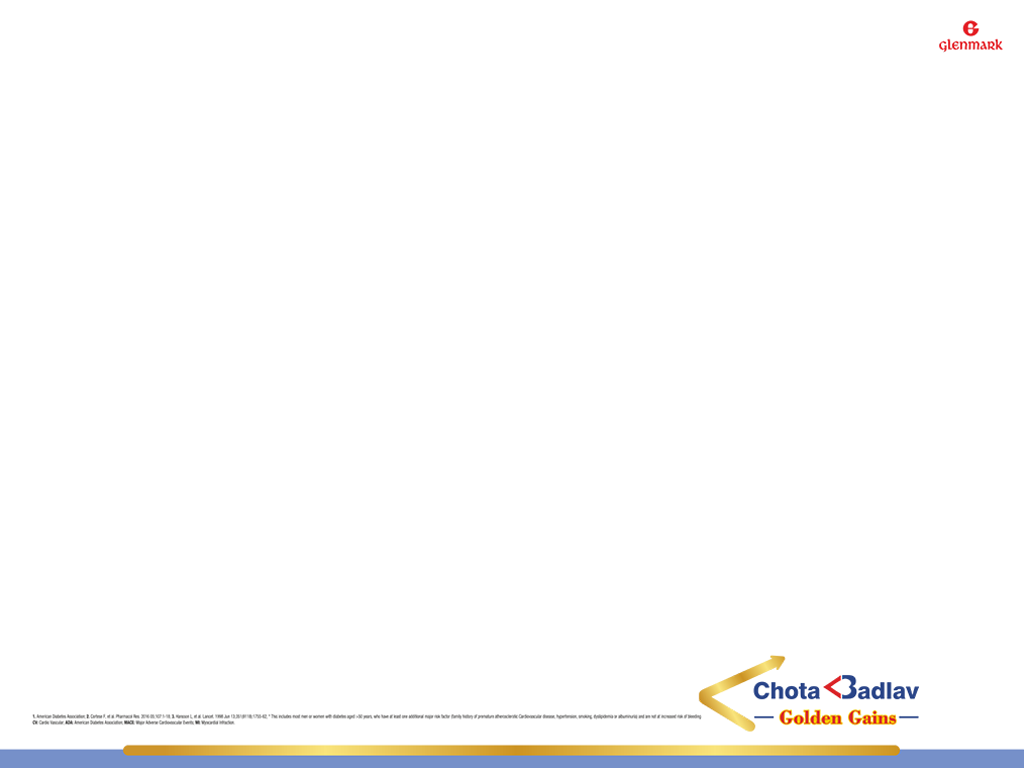 Glenmark
Chota Badlav
Golden Gains
1. American Diabetes Association; 2. Cerbose F. et al. Pharmacol Res. 2016 00;107:1-18; 3. Hansson L, et al. Lancet. 1998 Jun 13;351(9118):1755-62; * This includes most men or women with diabetes aged >50 years, who have at least one additional major risk factor (family history of premature atherosclerotic Cardiovascular disease, hypertension, smoking, dyslipidemia or albuminuria) and are not at increased risk of bleeding
CV: Cardio Vascular, ADA: American Diabetes Association, MACE: Major Adverse Cardiovascular Events; MI: Myocardial Infraction.